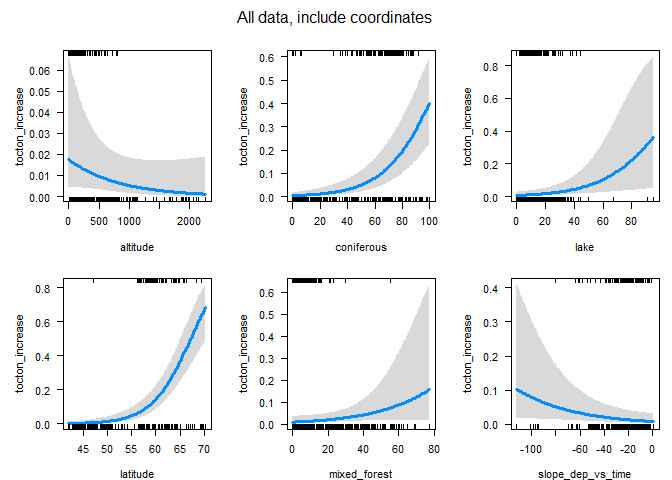 All data, include coordinates
tocton_increase
0.06
0.05
0.04
0.03
0.02
0.01
0.00
0 500 1000 2000
altitude
tocton_increase
0.6
0.5
0.4
0.3
0.2
0.1
0.0
0 20 40 60 80 100
coniferous
tocton_increase
0.8
0.6
0.4
0.2
0.0
0 20 40 60 80
lake
tocton_increase
0.8
0.6
0.4
0.2
0.0
45 50 55 60 65 70
latitude
tocton_increase
0.6
0.5
0.4
0.3
0.2
0.1
0.0
0 20 40 60 80
mixed_forest
tocton_increase
0.4
0.3
0.2
0.1
0.0
-100 -60 -40 -20 0
slope_dep_vs_time